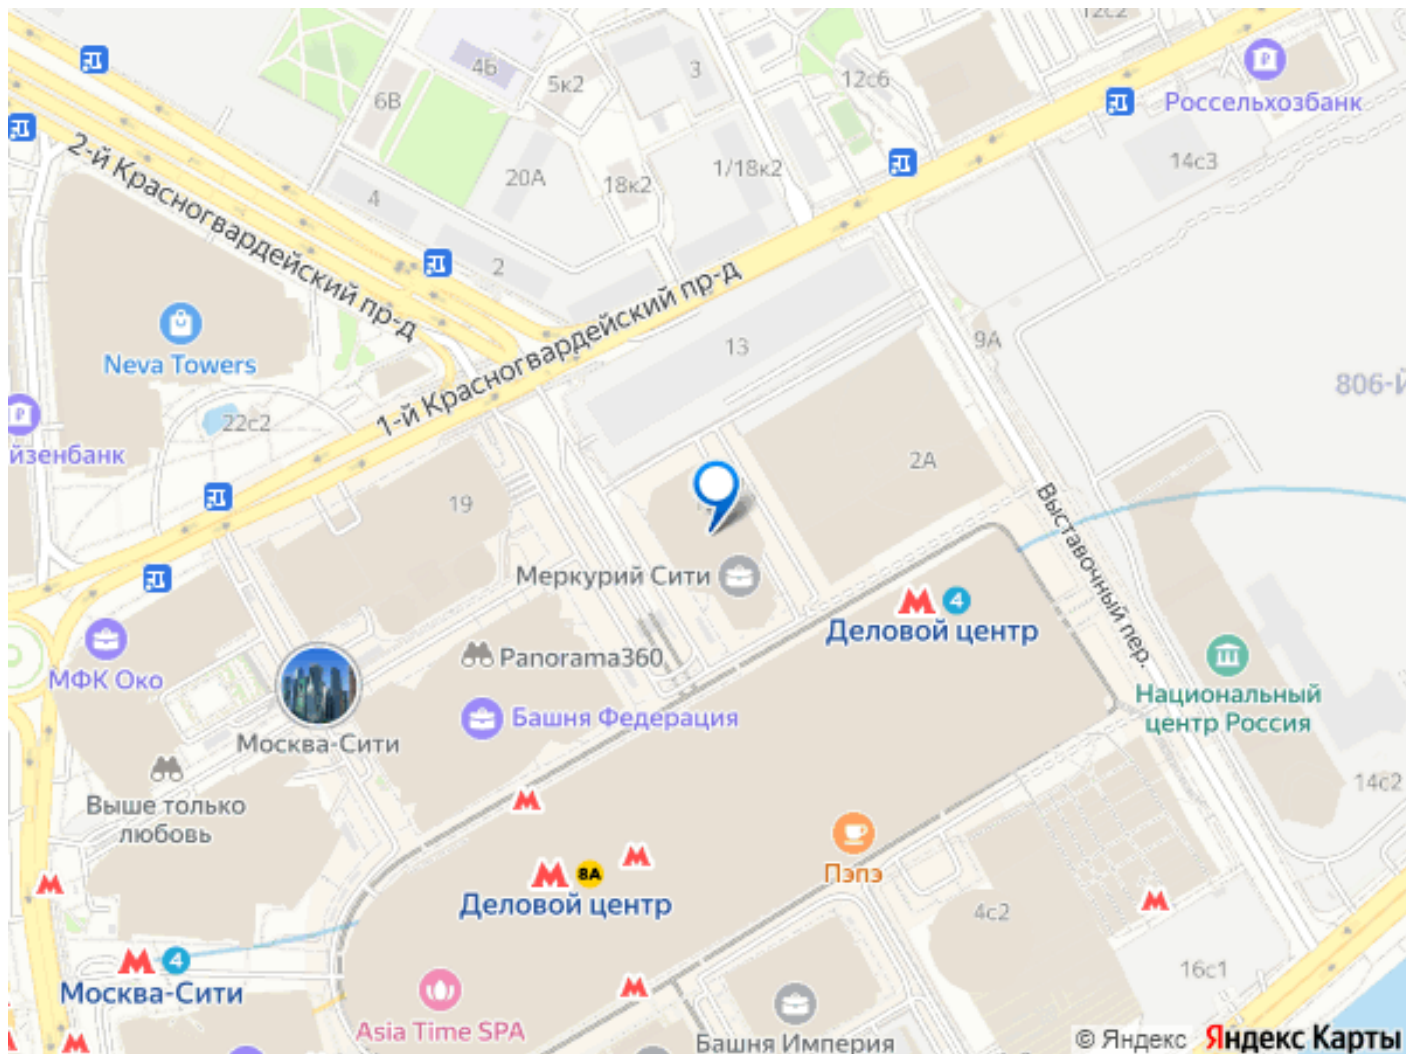 12с2
4Б
3
5к2
6В
12с6
Россельхозбанк
2-й Красногвардейский пр-д
20А
18к2
1/18к2
14с3
4
2
1-й Красногвардейский пр-д
Neva Towers
13
9А
806-Й
22с2
йзенбанк
2А
19
Выставочный пер.
Меркурий Сити
4
Деловой центр
Panorama360
МФК Око
Национальный
центр Россия
Башня Федерация
Москва-Сити
14с2
Выше только
любовь
Пэпэ
8А
Деловой центр
4с2
4
Москва-Сити
16с1
Asia Time SPA
Башня Империя
© Яндекс Яндекс Карты